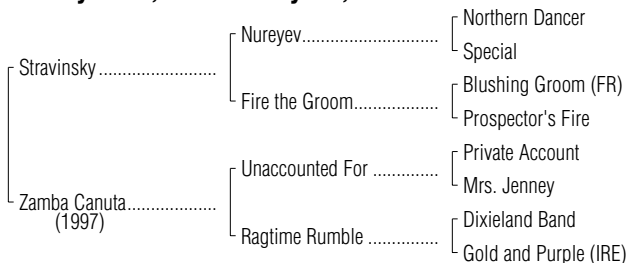 Northern Dancer
Nureyev
Special
Stravinsky
Blushing Groom (FR)
Fire the Groom
Prospector's Fire
Private Account
Unaccounted For
Mrs. Jenney
Zamba Canuta
(1997)
Dixieland Band
Ragtime Rumble
Gold and Purple (IRE)